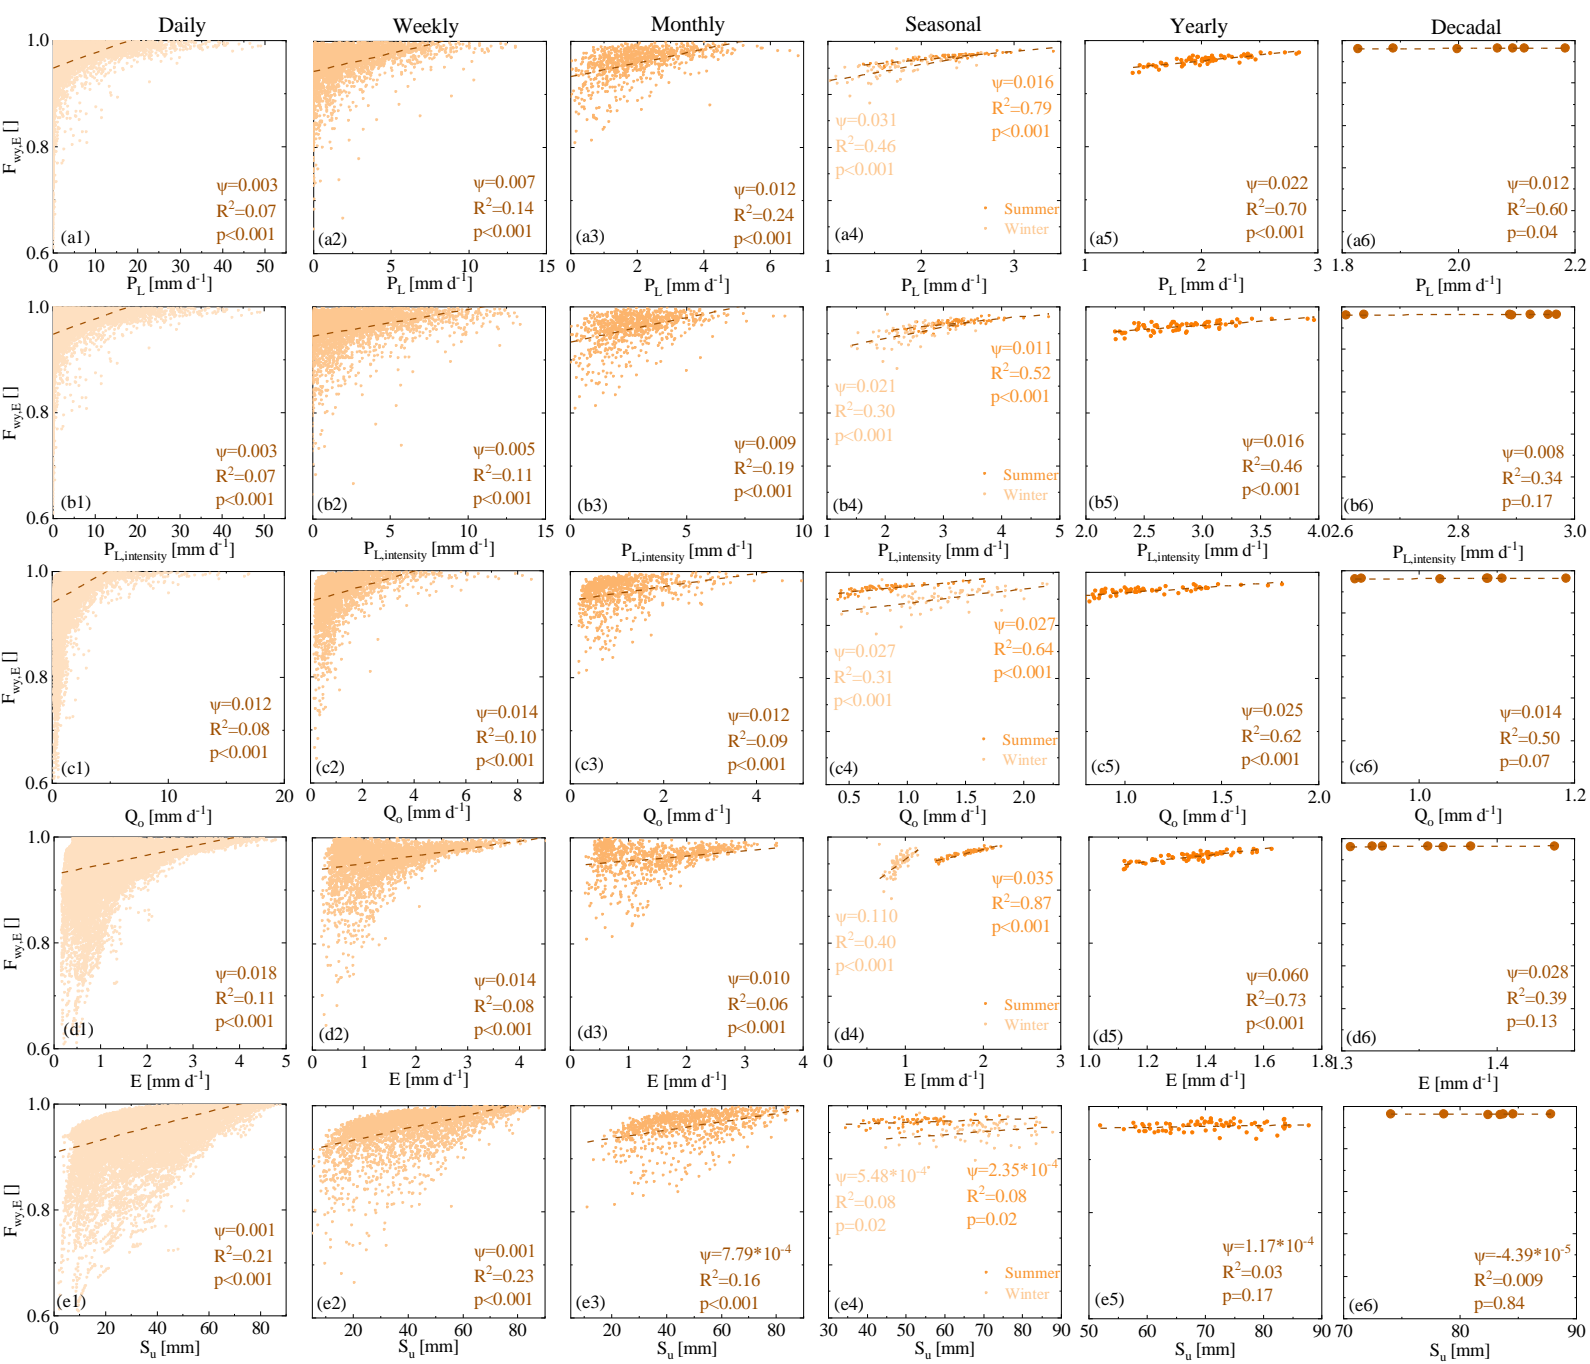 Daily Weekly Monthly Seasonal Yearly Decadal
F_wy,E []
1.0
0.8
0.6
ψ=0.003
R²=0.07
p<0.001
(a1)
0 10 20 30 40 50
P_L [mm d⁻¹]
ψ=0.007
R²=0.14
p<0.001
(a2)
0 5 10 15
P_L [mm d⁻¹]
ψ=0.012
R²=0.24
p<0.001
(a3)
0 2 4 6
P_L [mm d⁻¹]
ψ=0.016
R²=0.79
p<0.001
ψ=0.031
R²=0.46
p<0.001
Summer
Winter
(a4)
1 2 3
P_L [mm d⁻¹]
ψ=0.022
R²=0.70
p<0.001
(a5)
1 2 3
P_L [mm d⁻¹]
ψ=0.012
R²=0.60
p=0.04
(a6)
1.8 2.0 2.2
P_L [mm d⁻¹]
F_wy,E []
1.0
0.8
0.6
ψ=0.003
R²=0.07
p<0.001
(b1)
0 10 20 30 40 50
P_L,intensity [mm d⁻¹]
ψ=0.005
R²=0.11
p<0.001
(b2)
0 5 10 15
P_L,intensity [mm d⁻¹]
ψ=0.009
R²=0.19
p<0.001
(b3)
0 5 10
P_L,intensity [mm d⁻¹]
ψ=0.011
R²=0.52
p<0.001
ψ=0.021
R²=0.30
p<0.001
Summer
Winter
(b4)
1 2 3 4 5
P_L,intensity [mm d⁻¹]
ψ=0.016
R²=0.46
p<0.001
(b5)
2.0 2.5 3.0 3.5 4.0
P_L,intensity [mm d⁻¹]
ψ=0.008
R²=0.34
p=0.17
(b6)
2.6 2.8 3.0
P_L,intensity [mm d⁻¹]
F_wy,E []
1.0
0.8
0.6
ψ=0.012
R²=0.08
p<0.001
(c1)
0 10 20
Q_o [mm d⁻¹]
ψ=0.014
R²=0.10
p<0.001
(c2)
0 2 4 6 8
Q_o [mm d⁻¹]
ψ=0.012
R²=0.09
p<0.001
(c3)
0 2 4
Q_o [mm d⁻¹]
ψ=0.027
R²=0.64
p<0.001
ψ=0.027
R²=0.31
p<0.001
Summer
Winter
(c4)
0.5 1.0 1.5 2.0
Q_o [mm d⁻¹]
ψ=0.025
R²=0.62
p<0.001
(c5)
1.0 1.5 2.0
Q_o [mm d⁻¹]
ψ=0.014
R²=0.50
p=0.07
(c6)
1.0 1.2
Q_o [mm d⁻¹]
F_wy,E []
1.0
0.8
0.6
ψ=0.018
R²=0.11
p<0.001
(d1)
0 1 2 3 4 5
E [mm d⁻¹]
ψ=0.014
R²=0.08
p<0.001
(d2)
0 1 2 3 4
E [mm d⁻¹]
ψ=0.010
R²=0.06
p<0.001
(d3)
0 1 2 3 4
E [mm d⁻¹]
ψ=0.035
R²=0.87
p<0.001
ψ=0.110
R²=0.40
p<0.001
Summer
Winter
(d4)
0 1 2 3
E [mm d⁻¹]
ψ=0.060
R²=0.73
p<0.001
(d5)
1.0 1.2 1.4 1.6 1.8
E [mm d⁻¹]
ψ=0.028
R²=0.39
p=0.13
(d6)
1.3 1.4
E [mm d⁻¹]
F_wy,E []
1.0
0.8
0.6
ψ=0.001
R²=0.21
p<0.001
(e1)
0 20 40 60 80
S_u [mm]
ψ=0.001
R²=0.23
p<0.001
(e2)
20 40 60 80
S_u [mm]
ψ=7.79*10⁻⁴
R²=0.16
p<0.001
(e3)
20 40 60 80
S_u [mm]
ψ=5.48*10⁻⁴
R²=0.08
p=0.02
ψ=2.35*10⁻⁴
R²=0.08
p=0.02
Summer
Winter
(e4)
30 40 50 60 70 80 90
S_u [mm]
ψ=1.17*10⁻⁴
R²=0.03
p=0.17
(e5)
50 60 70 80 90
S_u [mm]
ψ=-4.39*10⁻⁵
R²=0.009
p=0.84
(e6)
70 80 90
S_u [mm]